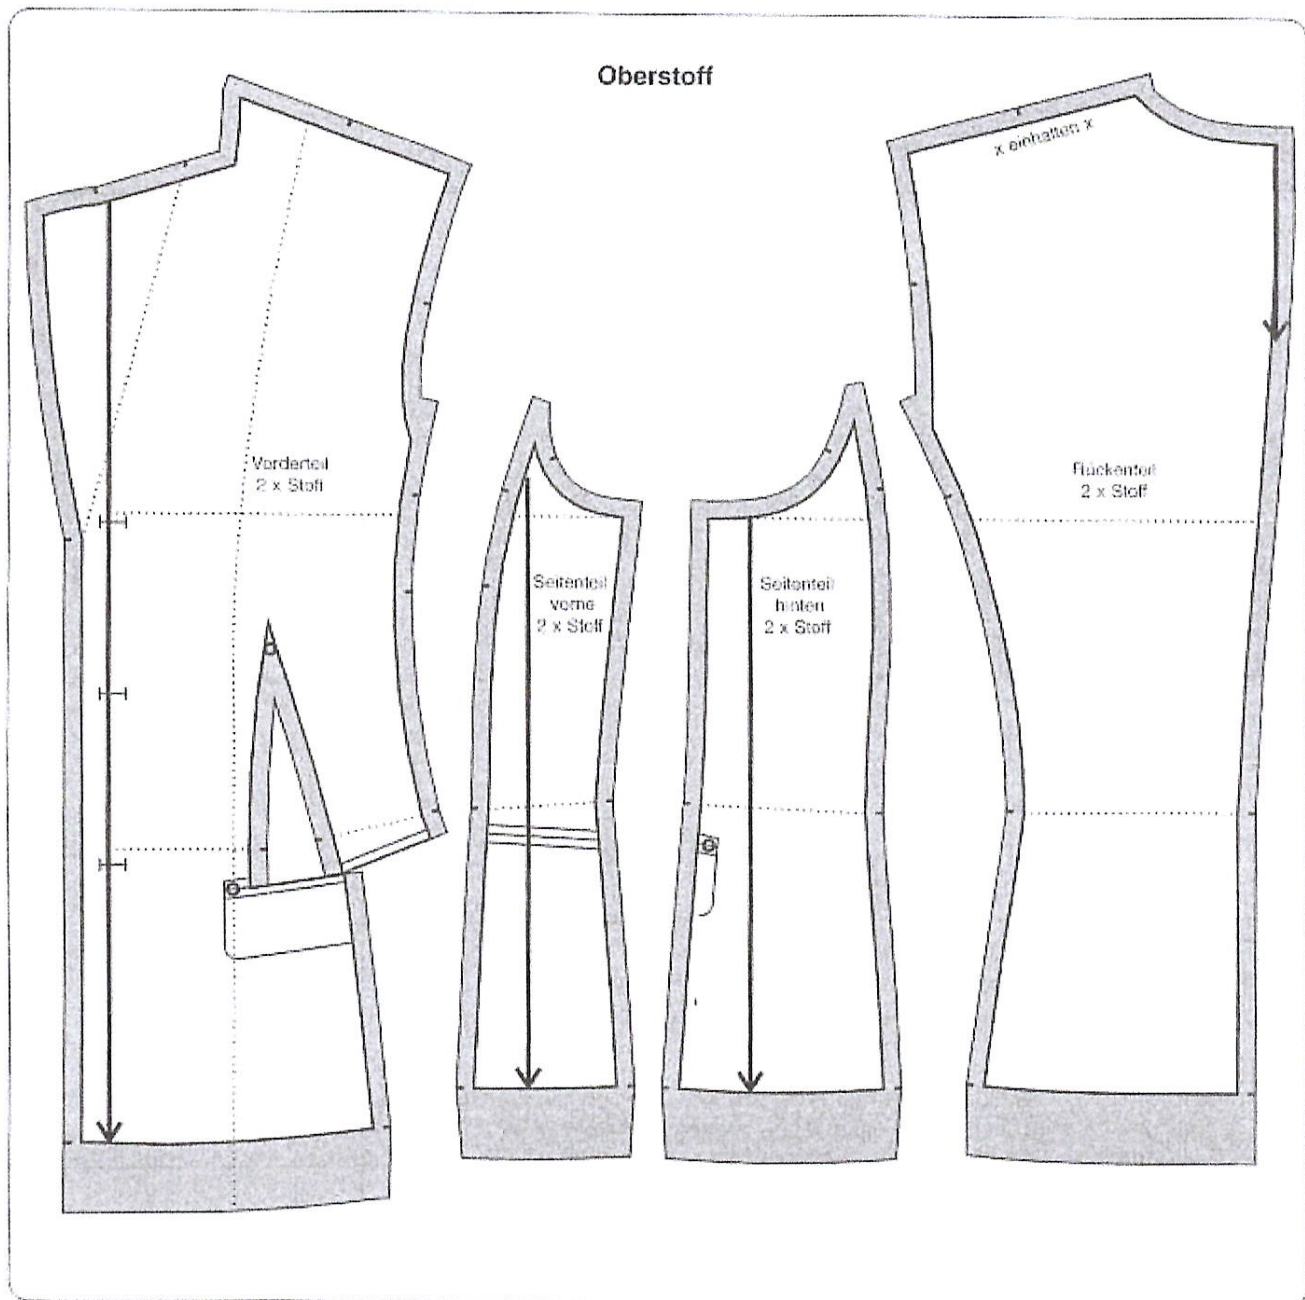 Oberstoff
x einhalten x
Vorderteil
2 x Stoff
Rückenteil
2 x Stoff
Seitenteil
vorne
2 x Stoff
Seitenteil
hinten
2 x Stoff